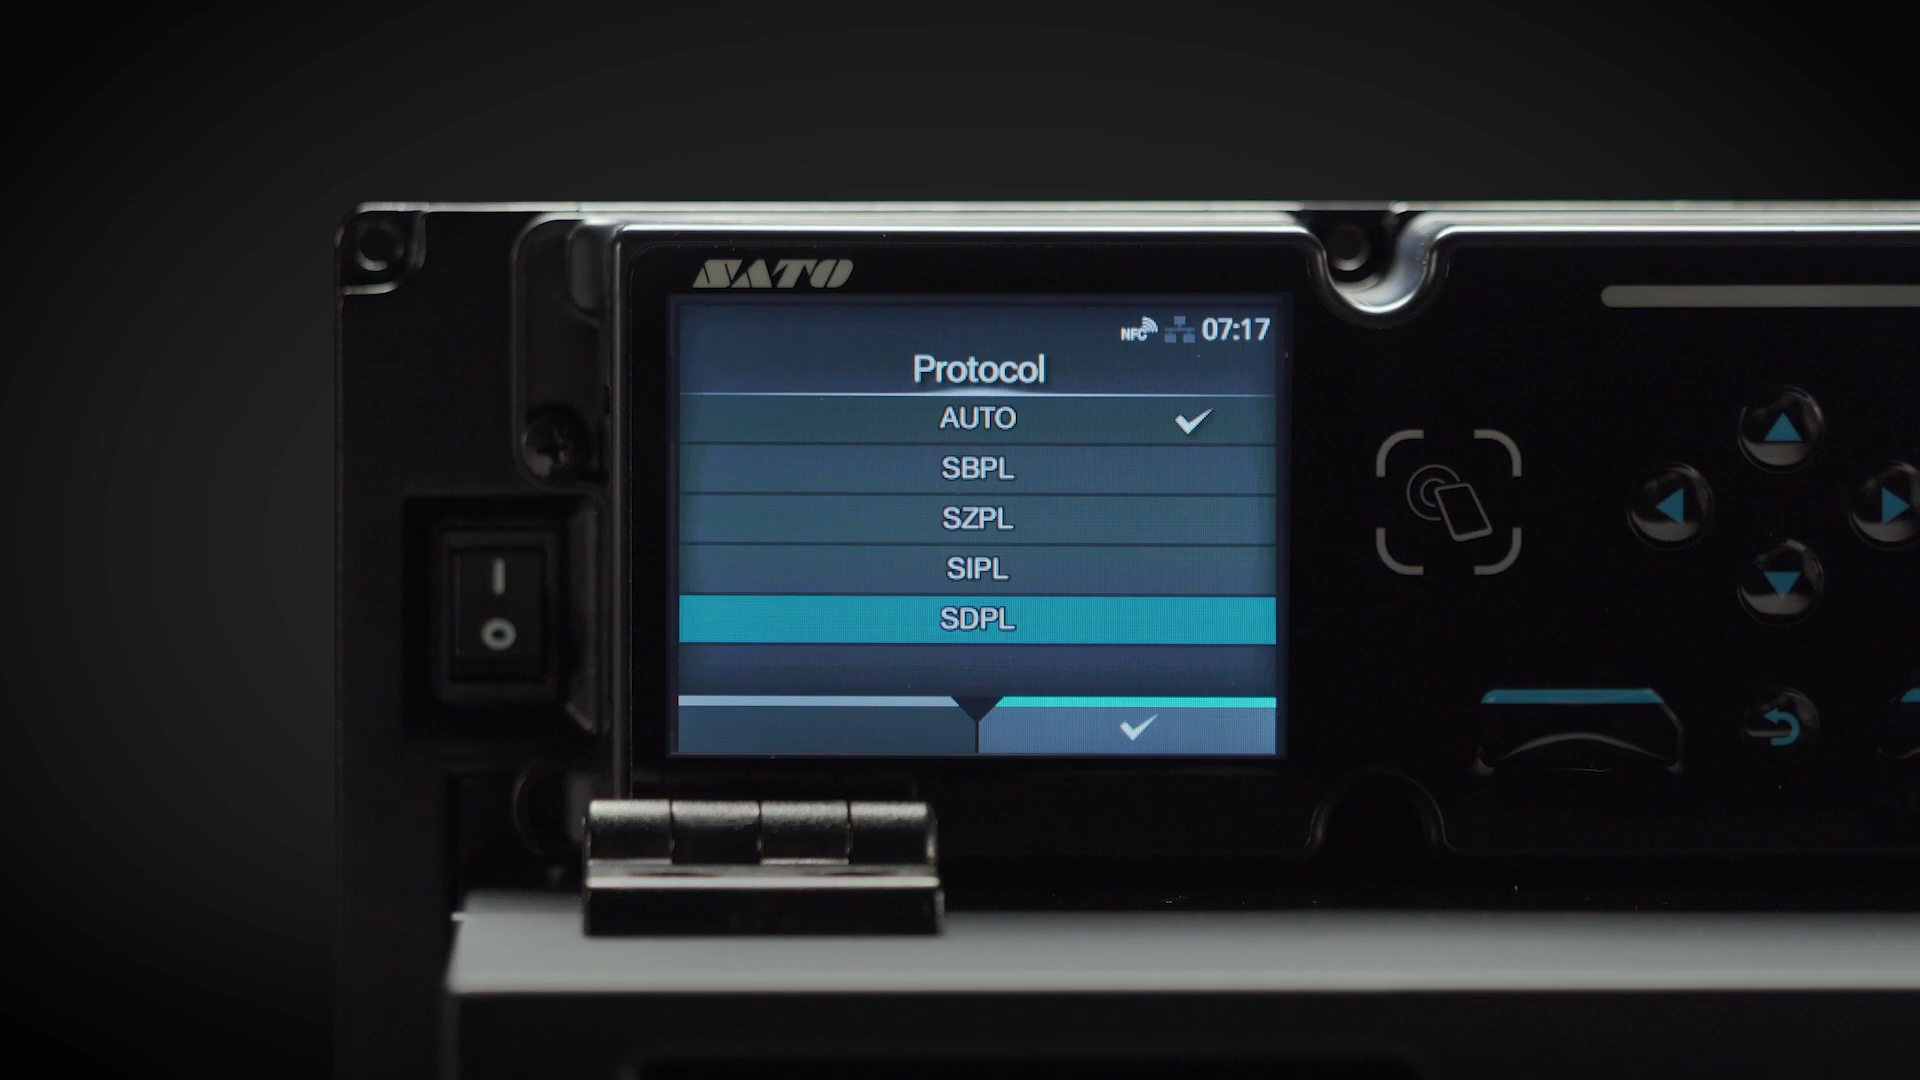 SATO
NFC 07:17
Protocol
AUTO
SBPL
SZPL
SIPL
SDPL